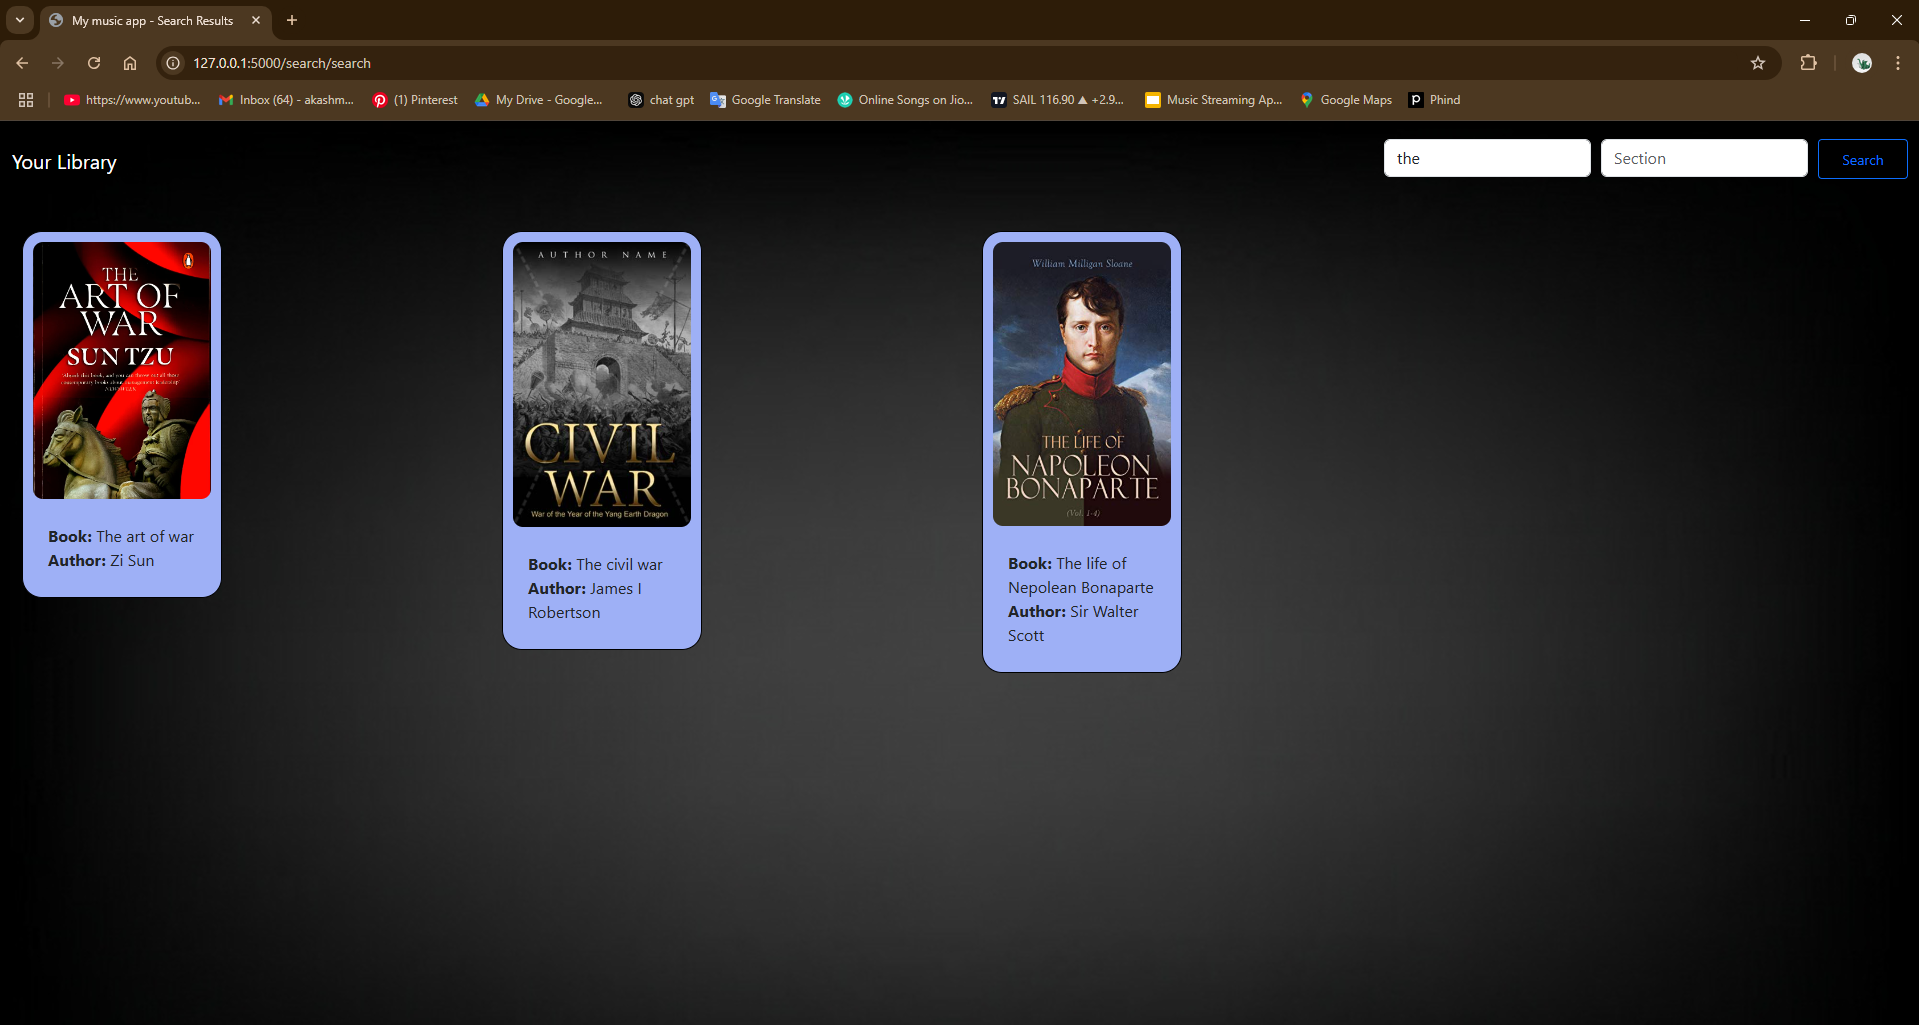 My music app - Search Results
127.0.0.1:5000/search/search
https://www.youtub...
Inbox (64) - akashm...
(1) Pinterest
My Drive - Google...
chat gpt
Google Translate
Online Songs on Jio...
SAIL 116.90 ▲ +2.9...
Music Streaming Ap...
Google Maps
Phind
Your Library
the
Section
Search
THE
ART OF
WAR
SUN TZU
Book: The art of war
Author: Zi Sun
AUTHOR NAME
CIVIL
WAR
War of the Year of the Yang Earth Dragon
Book: The civil war
Author: James I
Robertson
William Milligan Sloane
THE LIFE OF
NAPOLEON
BONAPARTE
(Vol. 1-4)
Book: The life of
Nepolean Bonaparte
Author: Sir Walter
Scott